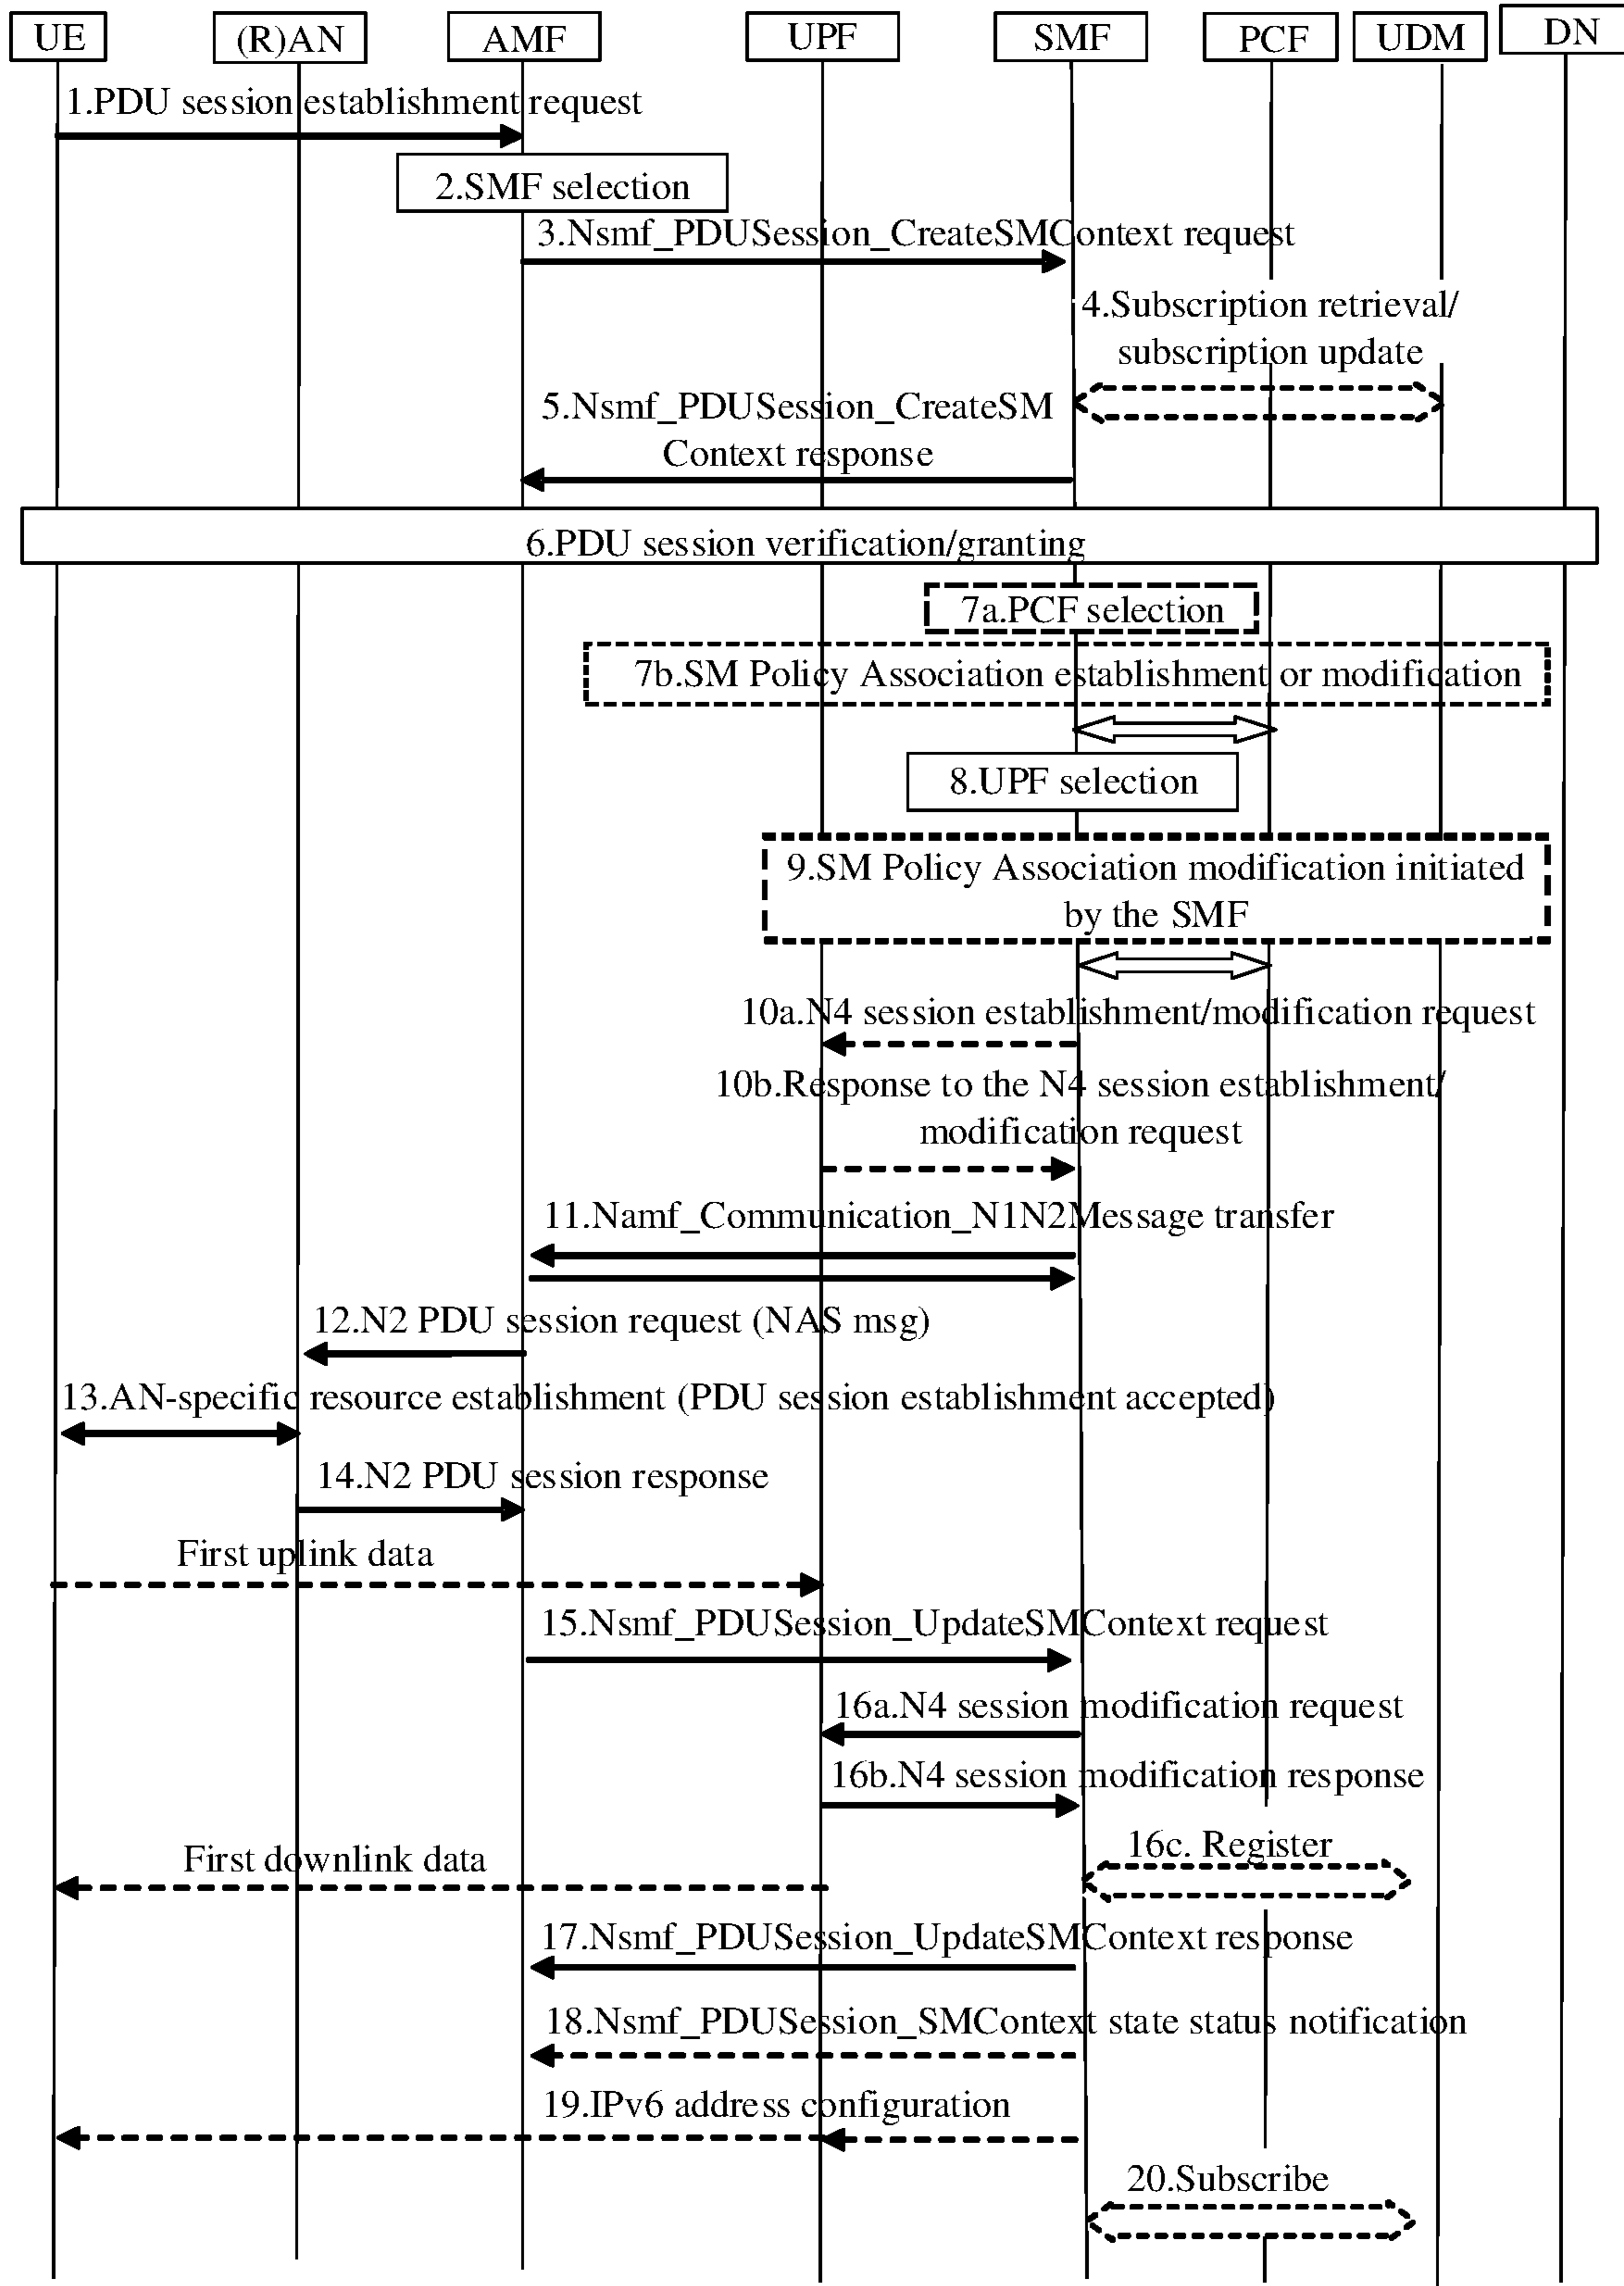 UE
(R)AN
AMF
UPF
SMF
PCF
UDM
DN
1.PDU session establishment request
2.SMF selection
3.Nsmf_PDUSession_CreateSMContext request
4.Subscription retrieval/
subscription update
5.Nsmf_PDUSession_CreateSM
Context response
6.PDU session verification/granting
7a.PCF selection
7b.SM Policy Association establishment or modification
8.UPF selection
9.SM Policy Association modification initiated
by the SMF
10a.N4 session establishment/modification request
10b.Response to the N4 session establishment/
modification request
11.Namf_Communication_N1N2Message transfer
12.N2 PDU session request (NAS msg)
13.AN-specific resource establishment (PDU session establishment accepted)
14.N2 PDU session response
First uplink data
15.Nsmf_PDUSession_UpdateSMContext request
16a.N4 session modification request
16b.N4 session modification response
16c. Register
First downlink data
17.Nsmf_PDUSession_UpdateSMContext response
18.Nsmf_PDUSession_SMContext state status notification
19.IPv6 address configuration
20.Subscribe